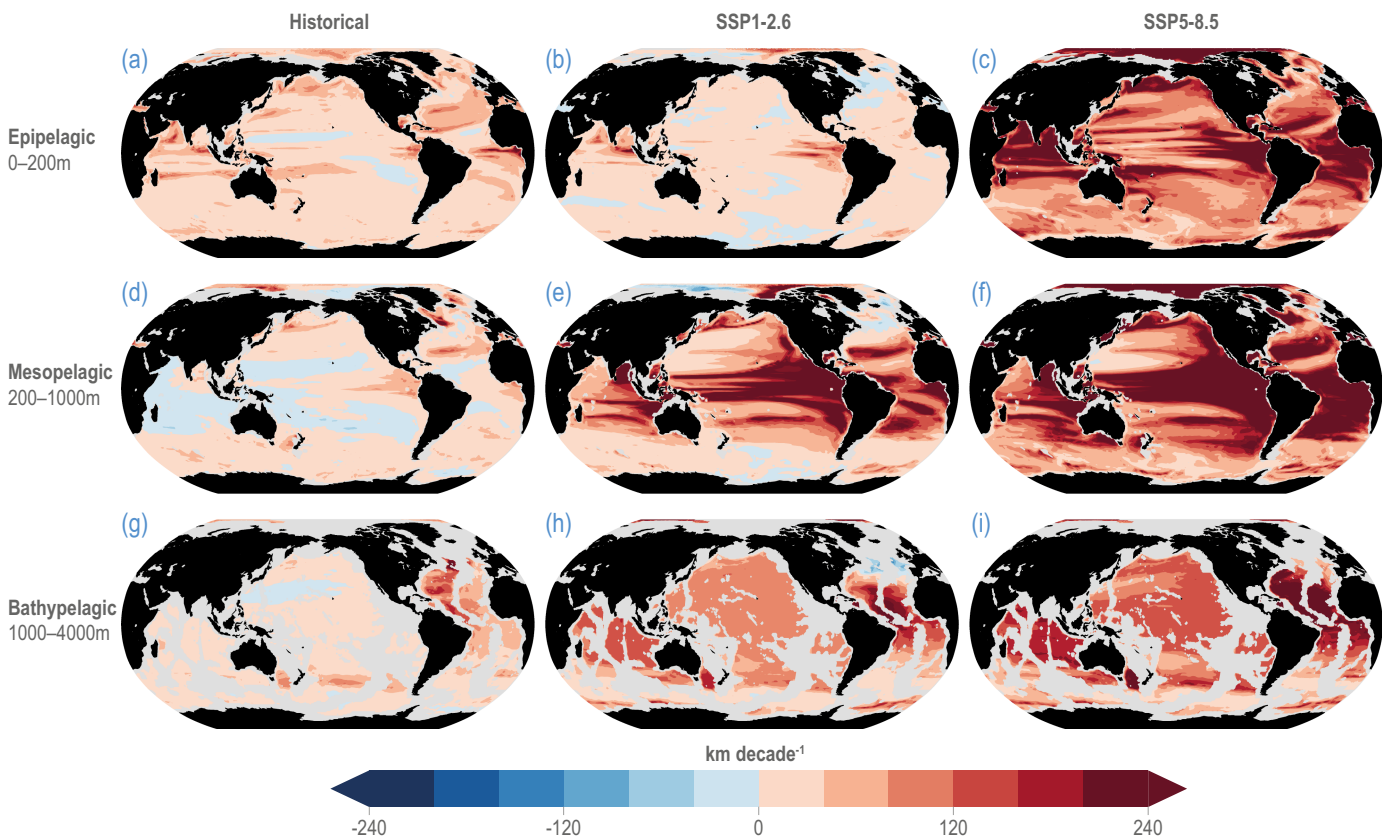 Historical
SSP1-2.6
SSP5-8.5
(a)
(b)
(c)
Epipelagic
0–200m
(d)
(e)
(f)
Mesopelagic
200–1000m
(g)
(h)
(i)
Bathypelagic
1000–4000m
km decade⁻¹
-240
-120
0
120
240